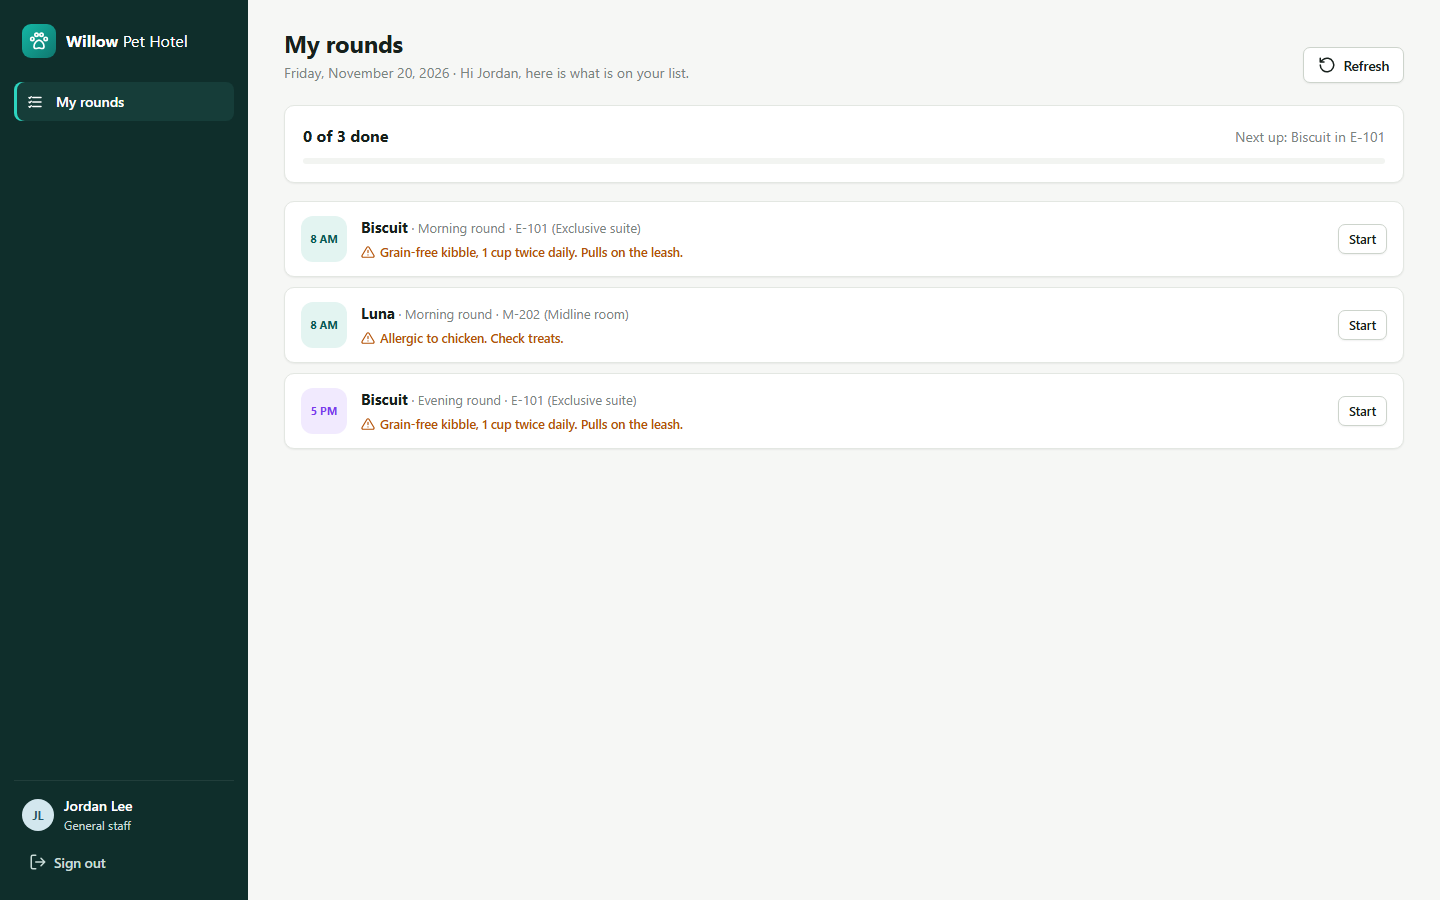 Willow Pet Hotel
My rounds
Jordan Lee
JL
General staff
Sign out
My rounds
Friday, November 20, 2026 · Hi Jordan, here is what is on your list.
Refresh
0 of 3 done
Next up: Biscuit in E-101
8 AM
Biscuit · Morning round · E-101 (Exclusive suite)
Grain-free kibble, 1 cup twice daily. Pulls on the leash.
Start
8 AM
Luna · Morning round · M-202 (Midline room)
Allergic to chicken. Check treats.
Start
5 PM
Biscuit · Evening round · E-101 (Exclusive suite)
Grain-free kibble, 1 cup twice daily. Pulls on the leash.
Start